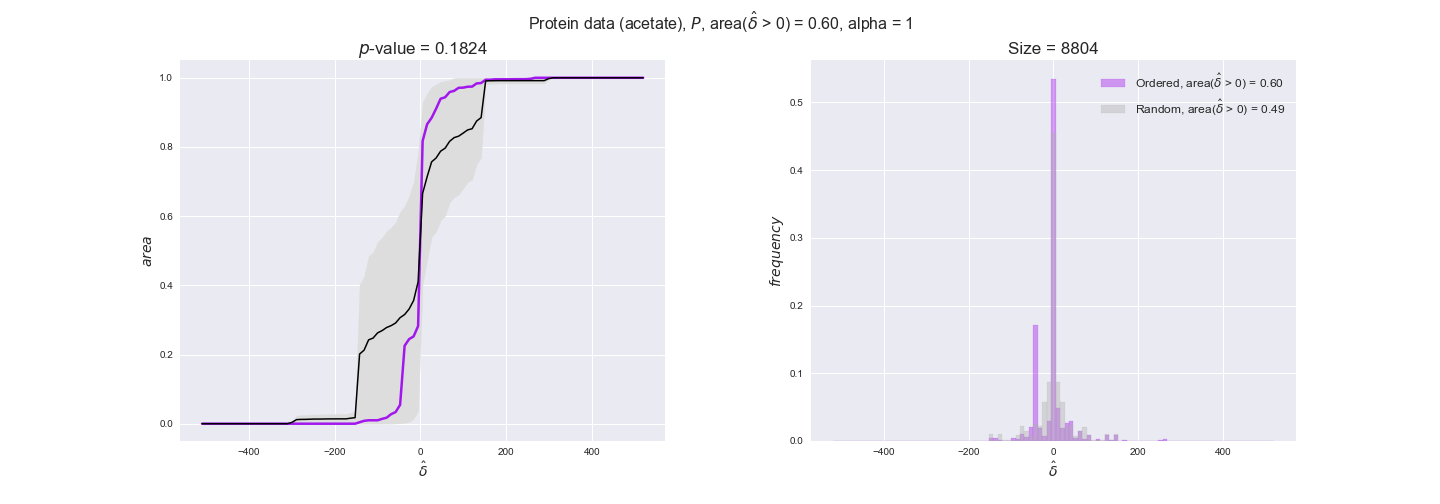 Protein data (acetate), P, area(δ̂ > 0) = 0.60, alpha = 1
p-value = 0.1824
1.0
0.8
0.6
0.4
0.2
0.0
area
−400
−200
0
200
400
δ̂
Size = 8804
Ordered, area(δ̂ > 0) = 0.60
Random, area(δ̂ > 0) = 0.49
0.5
0.4
0.3
0.2
0.1
0.0
frequency
−400
−200
0
200
400
δ̂